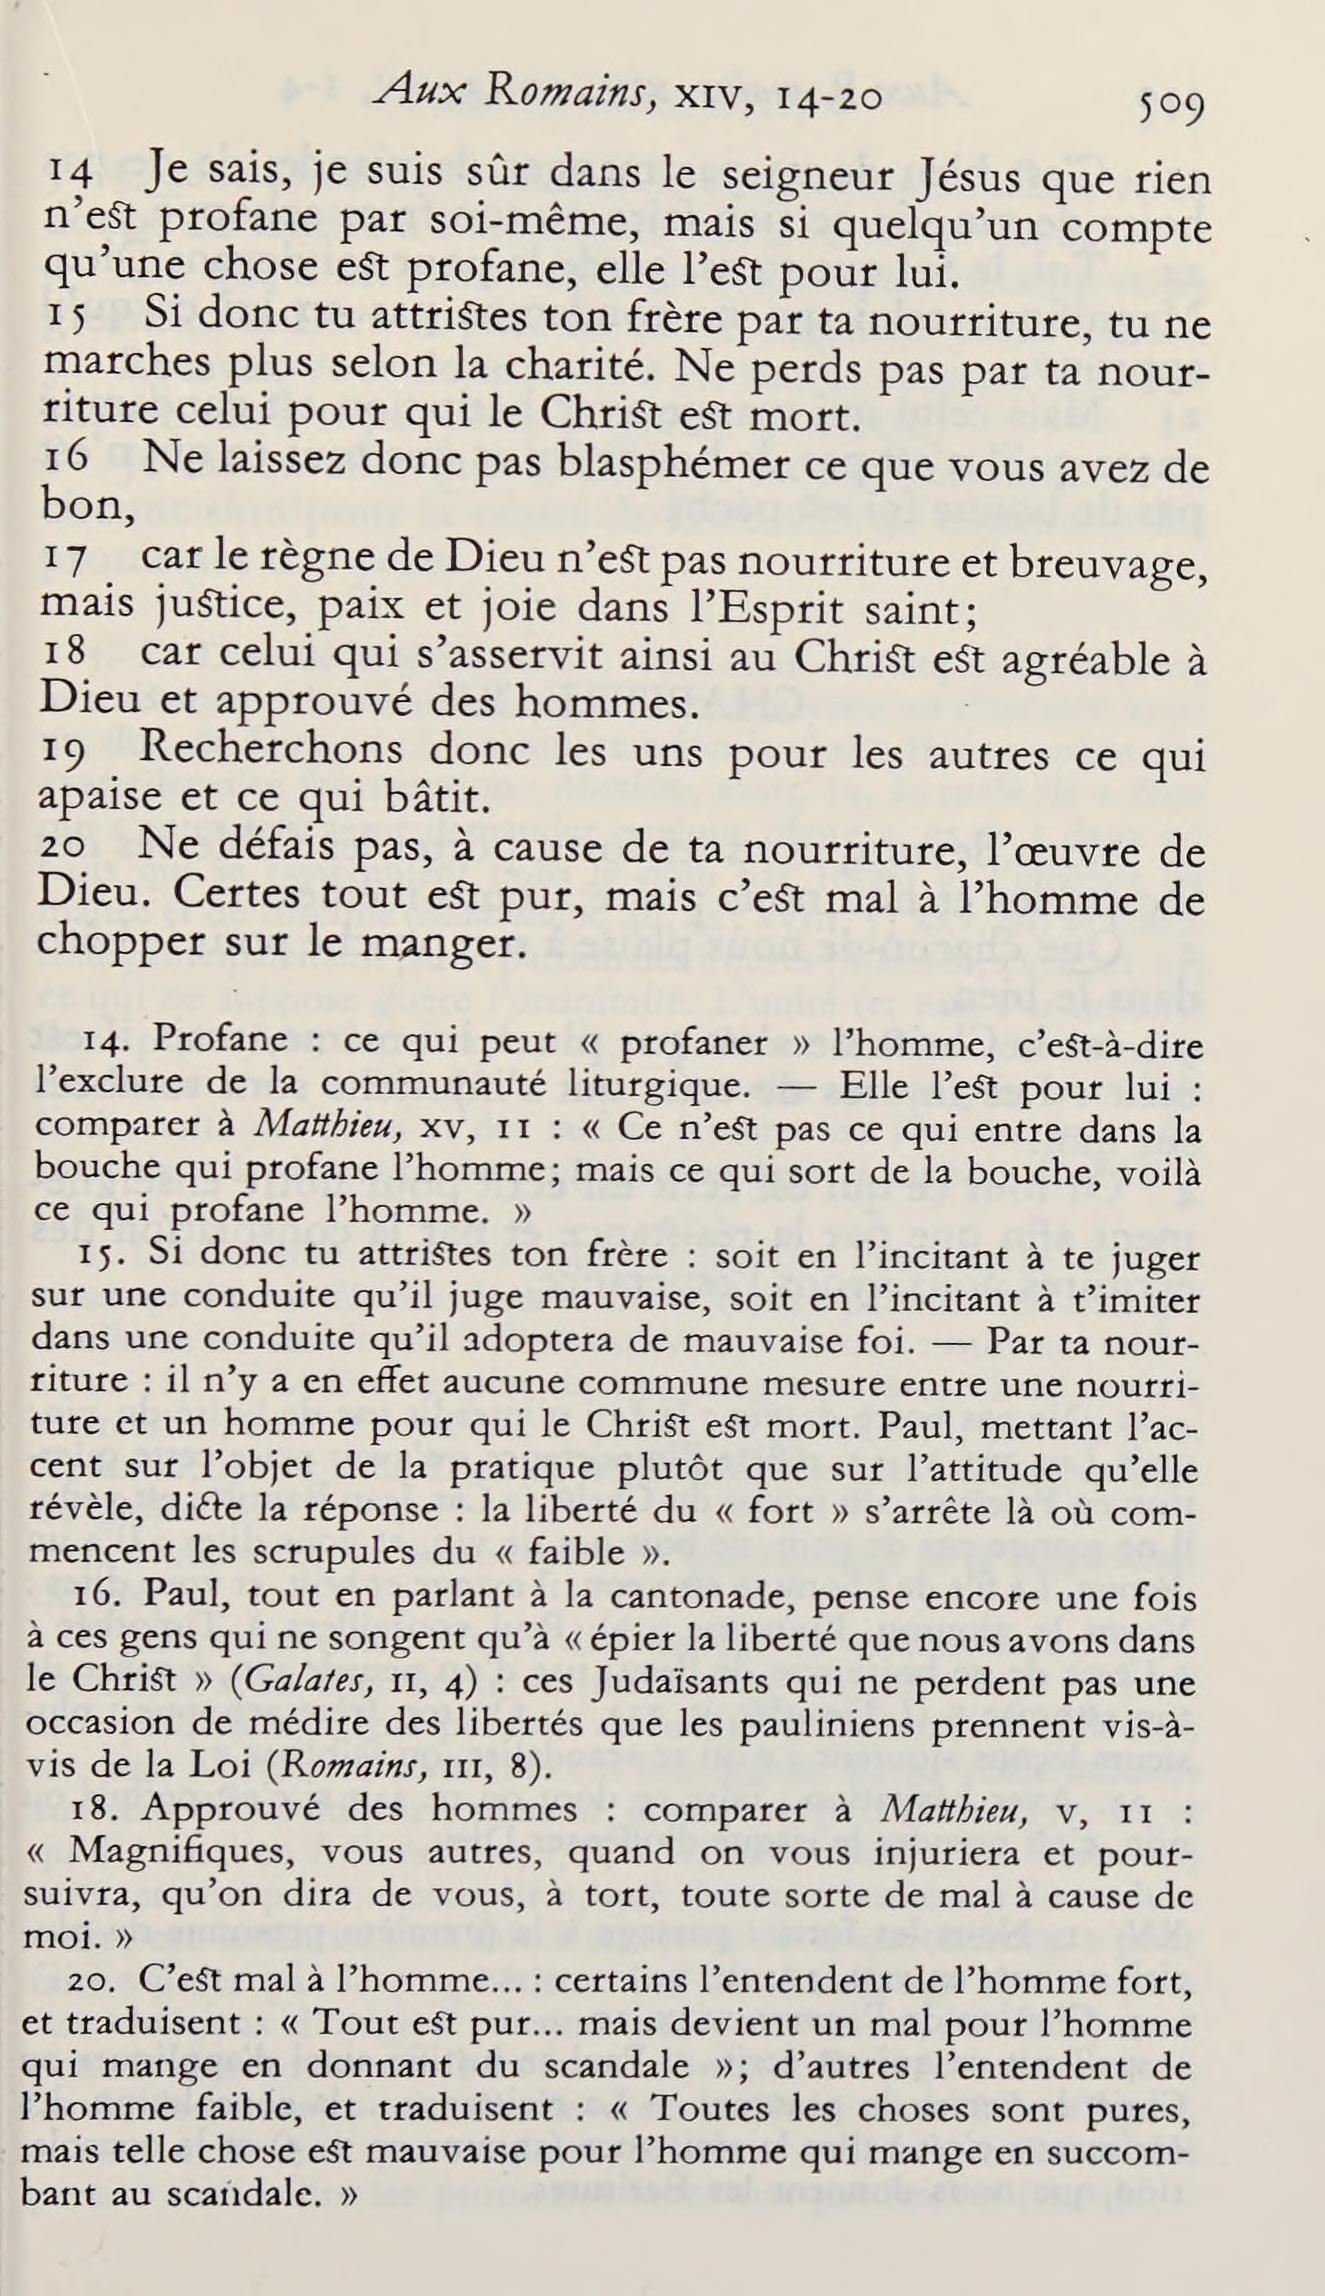 Aux Romains, XIV, 14-20 509
14 Je sais, je suis sûr dans le seigneur Jésus que rien
n’est profane par soi-même, mais si quelqu’un compte
qu’une chose est profane, elle l’est pour lui.
15 Si donc tu attristes ton frère par ta nourriture, tu ne
marches plus selon la charité. Ne perds pas par ta nour-
riture celui pour qui le Christ est mort.
16 Ne laissez donc pas blasphémer ce que vous avez de
bon,
17 car le règne de Dieu n’est pas nourriture et breuvage,
mais justice, paix et joie dans l’Esprit saint;
18 car celui qui s’asservit ainsi au Christ est agréable à
Dieu et approuvé des hommes.
19 Recherchons donc les uns pour les autres ce qui
apaise et ce qui bâtit.
20 Ne défais pas, à cause de ta nourriture, l’œuvre de
Dieu. Certes tout est pur, mais c’est mal à l’homme de
chopper sur le manger.
14. Profane : ce qui peut « profaner » l’homme, c’est-à-dire
l’exclure de la communauté liturgique. — Elle l’est pour lui :
comparer à Matthieu, XV, 11 : « Ce n’est pas ce qui entre dans la
bouche qui profane l’homme; mais ce qui sort de la bouche, voilà
ce qui profane l’homme. »
15. Si donc tu attristes ton frère : soit en l’incitant à te juger
sur une conduite qu’il juge mauvaise, soit en l’incitant à t’imiter
dans une conduite qu’il adoptera de mauvaise foi. — Par ta nour-
riture : il n’y a en effet aucune commune mesure entre une nourri-
ture et un homme pour qui le Christ est mort. Paul, mettant l’ac-
cent sur l’objet de la pratique plutôt que sur l’attitude qu’elle
révèle, dicte la réponse : la liberté du « fort » s’arrête là où com-
mencent les scrupules du « faible ».
16. Paul, tout en parlant à la cantonade, pense encore une fois
à ces gens qui ne songent qu’à « épier la liberté que nous avons dans
le Christ » (Galates, II, 4) : ces Judaïsants qui ne perdent pas une
occasion de médire des libertés que les pauliniens prennent vis-à-
vis de la Loi (Romains, III, 8).
18. Approuvé des hommes : comparer à Matthieu, V, 11 :
« Magnifiques, vous autres, quand on vous injuriera et pour-
suivra, qu’on dira de vous, à tort, toute sorte de mal à cause de
moi. »
20. C’est mal à l’homme... : certains l’entendent de l’homme fort,
et traduisent : « Tout est pur... mais devient un mal pour l’homme
qui mange en donnant du scandale »; d’autres l’entendent de
l’homme faible, et traduisent : « Toutes les choses sont pures,
mais telle chose est mauvaise pour l’homme qui mange en succom-
bant au scandale. »